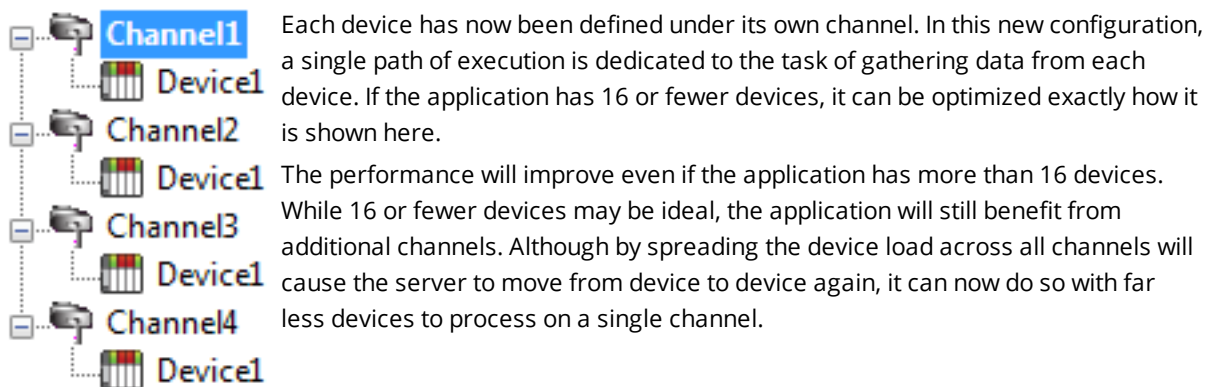 Channel1
Device1
Channel2
Device1
Channel3
Device1
Channel4
Device1
Each device has now been defined under its own channel. In this new configuration,
a single path of execution is dedicated to the task of gathering data from each
device. If the application has 16 or fewer devices, it can be optimized exactly how it
is shown here.
The performance will improve even if the application has more than 16 devices.
While 16 or fewer devices may be ideal, the application will still benefit from
additional channels. Although by spreading the device load across all channels will
cause the server to move from device to device again, it can now do so with far
less devices to process on a single channel.